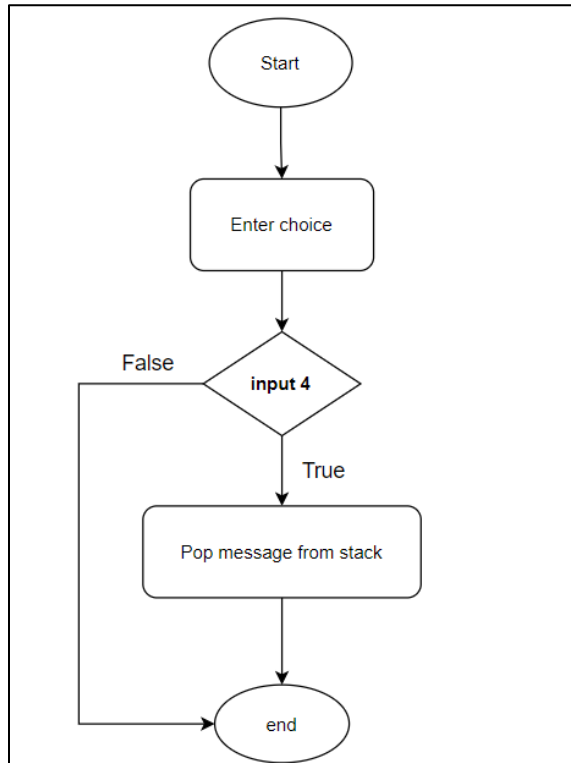 Start
Enter choice
False
input 4
True
Pop message from stack
end